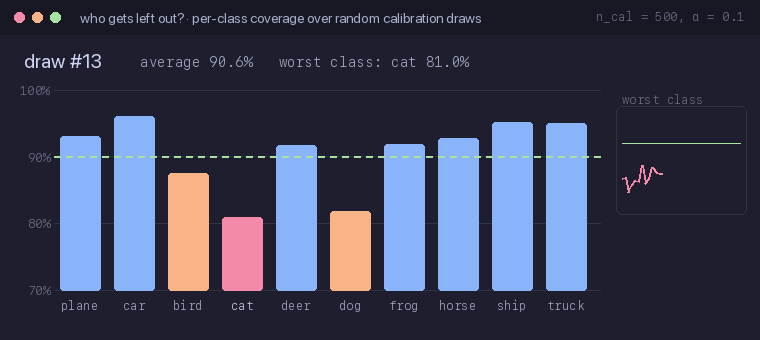 who gets left out? · per-class coverage over random calibration draws
n_cal = 500, α = 0.1
draw #13
average 90.6%
worst class: cat 81.0%
100%
90%
80%
70%
plane
car
bird
cat
deer
dog
frog
horse
ship
truck
worst class